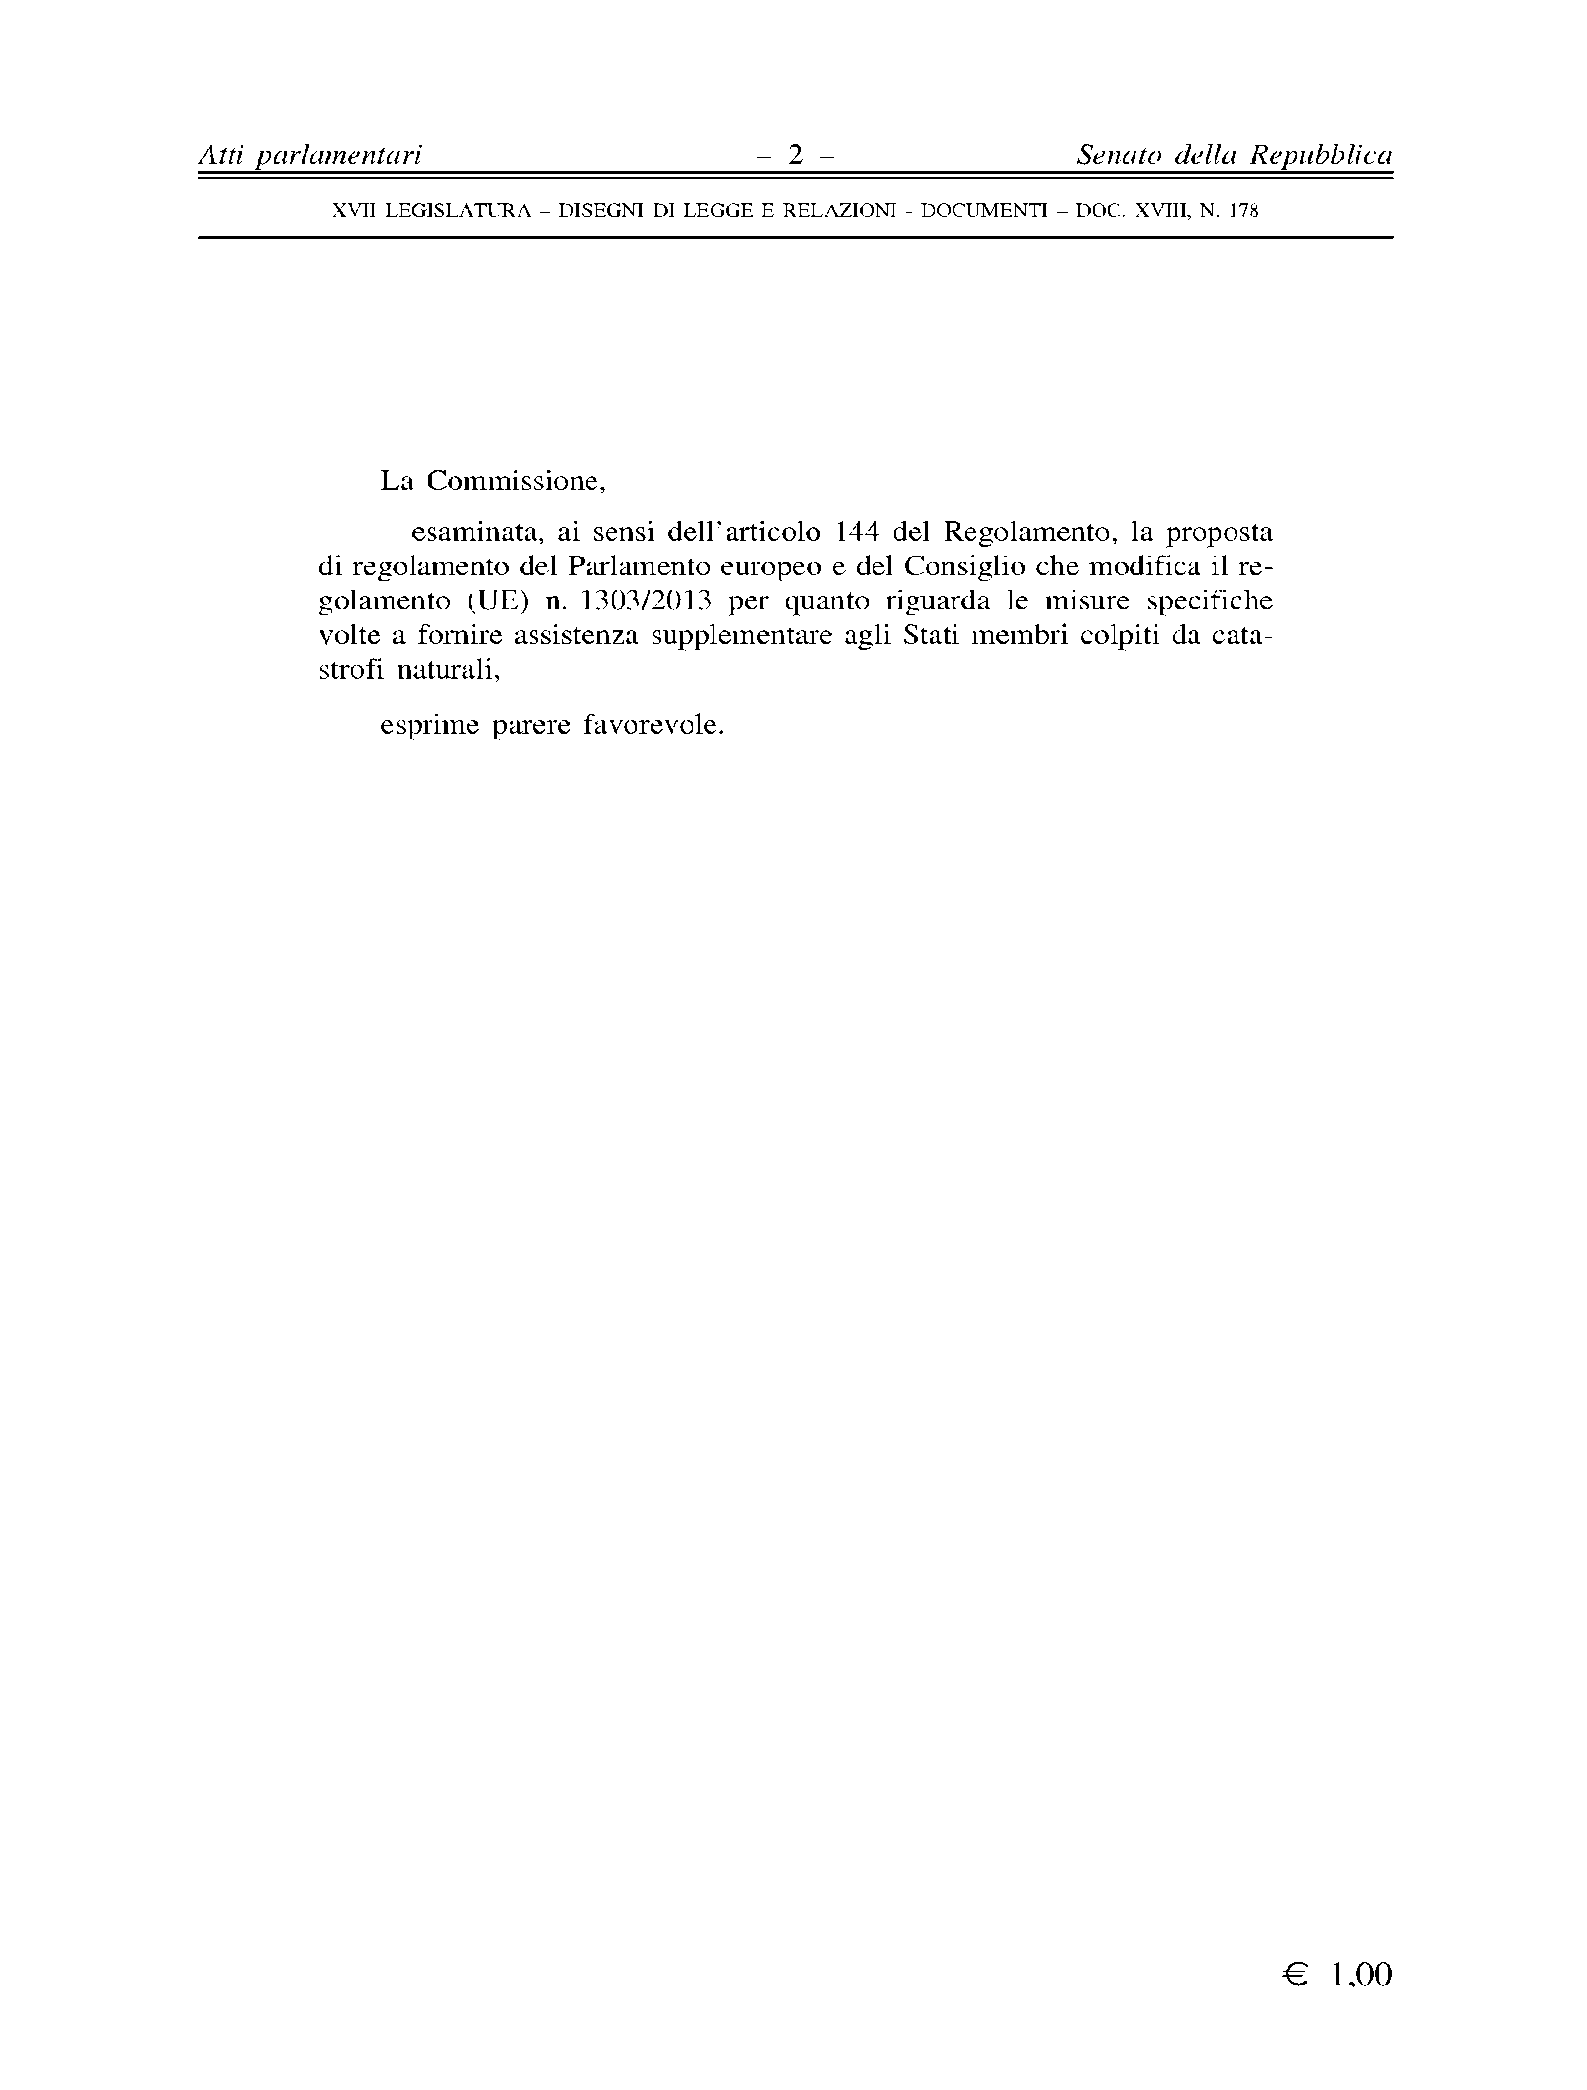 Atti parlamentari – 2 – Senato della Repubblica
XVII LEGISLATURA – DISEGNI DI LEGGE E RELAZIONI - DOCUMENTI – DOC. XVIII, N. 178
La Commissione,
esaminata, ai sensi dell'articolo 144 del Regolamento, la proposta
di regolamento del Parlamento europeo e del Consiglio che modifica il re-
golamento (UE) n. 1303/2013 per quanto riguarda le misure specifiche
volte a fornire assistenza supplementare agli Stati membri colpiti da cata-
strofi naturali,
esprime parere favorevole.
€ 1,00